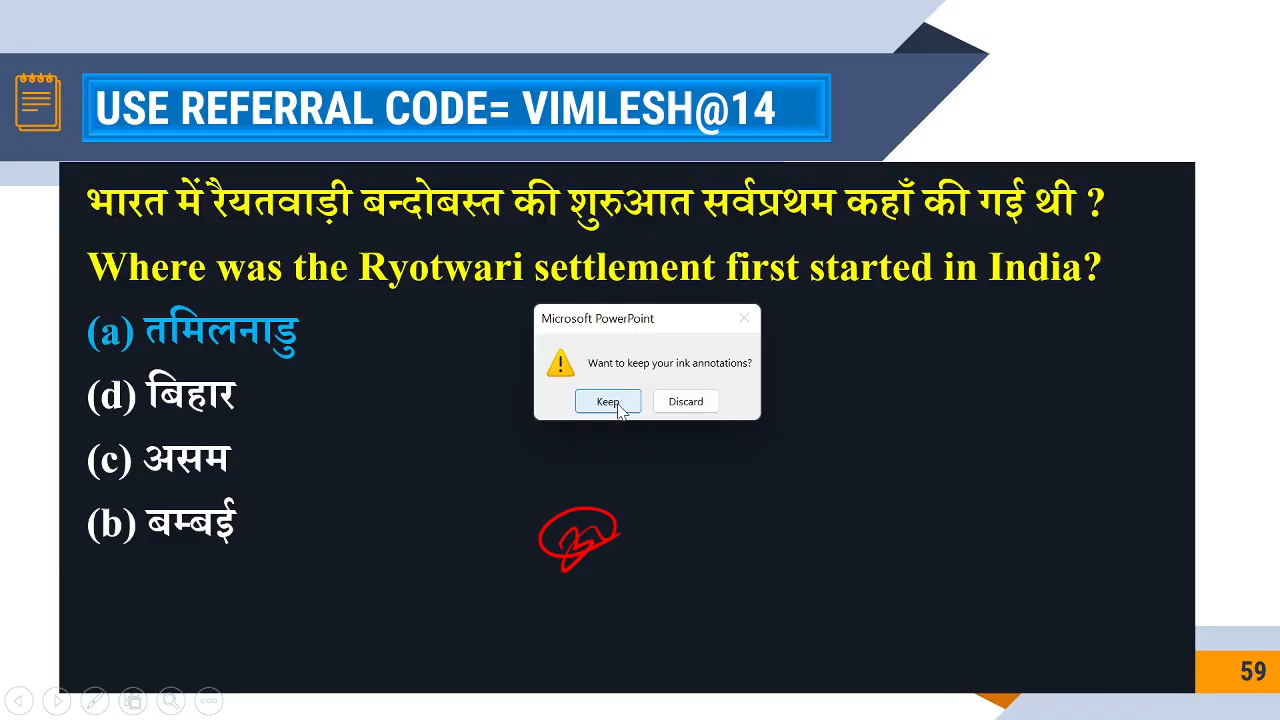 USE REFERRAL CODE= VIMLESH@14
भारत में रैयतवाड़ी बन्दोबस्त की शुरुआत सर्वप्रथम कहाँ की गई थी ?
Where was the Ryotwari settlement first started in India?
(a) तमिलनाडु
(d) बिहार
(c) असम
(b) बम्बई
Microsoft PowerPoint
Want to keep your ink annotations?
Keep
Discard
59